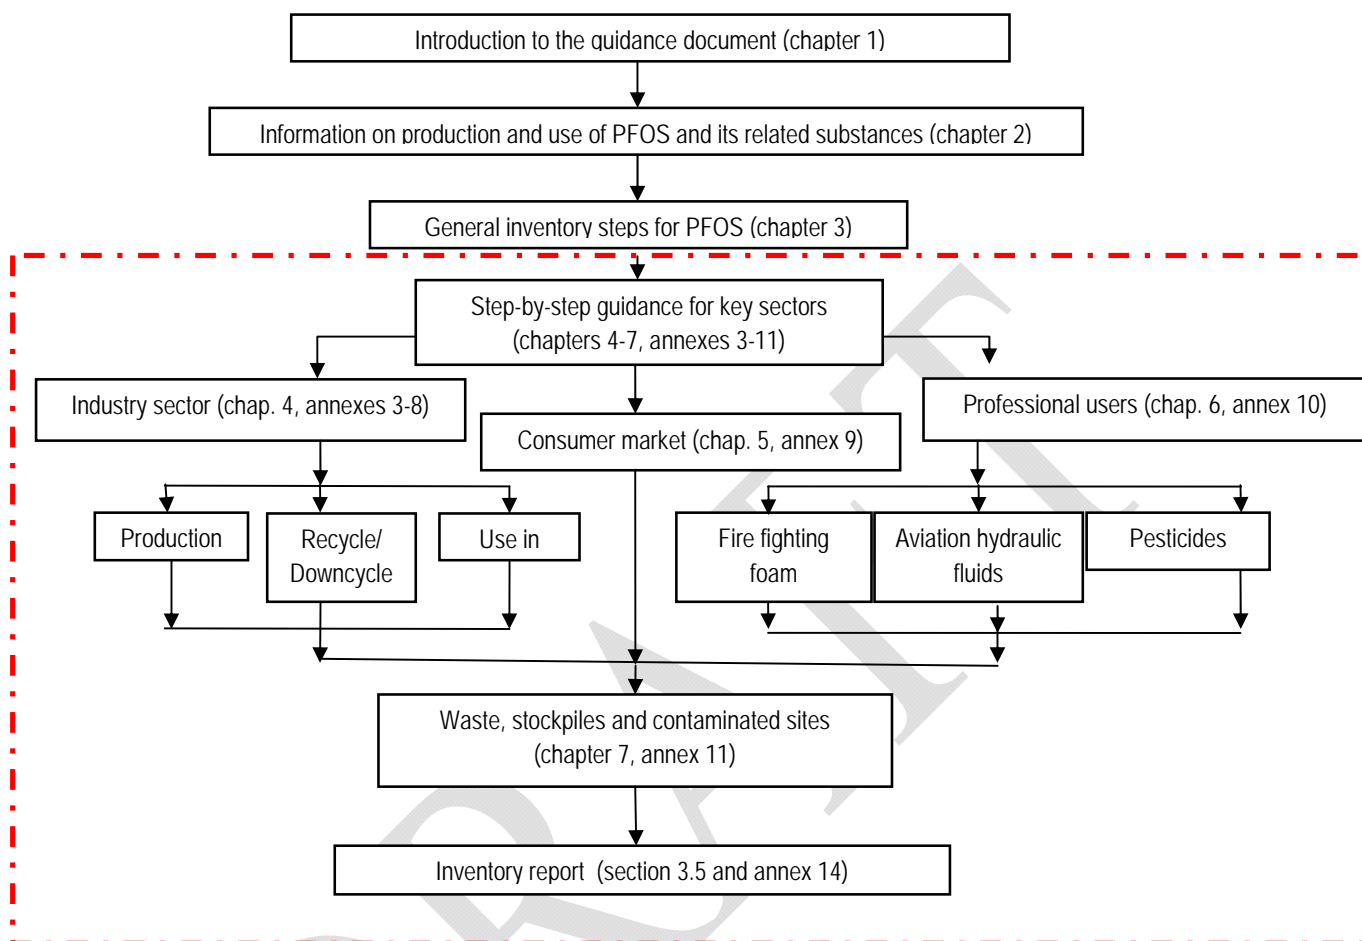 Introduction to the guidance document (chapter 1)
Information on production and use of PFOS and its related substances (chapter 2)
General inventory steps for PFOS (chapter 3)
Step-by-step guidance for key sectors
(chapters 4-7, annexes 3-11)
Industry sector (chap. 4, annexes 3-8)
Consumer market (chap. 5, annex 9)
Professional users (chap. 6, annex 10)
Production
Recycle/
Downcycle
Use in
Fire fighting
foam
Aviation hydraulic
fluids
Pesticides
Waste, stockpiles and contaminated sites
(chapter 7, annex 11)
Inventory report (section 3.5 and annex 14)
DRAFT